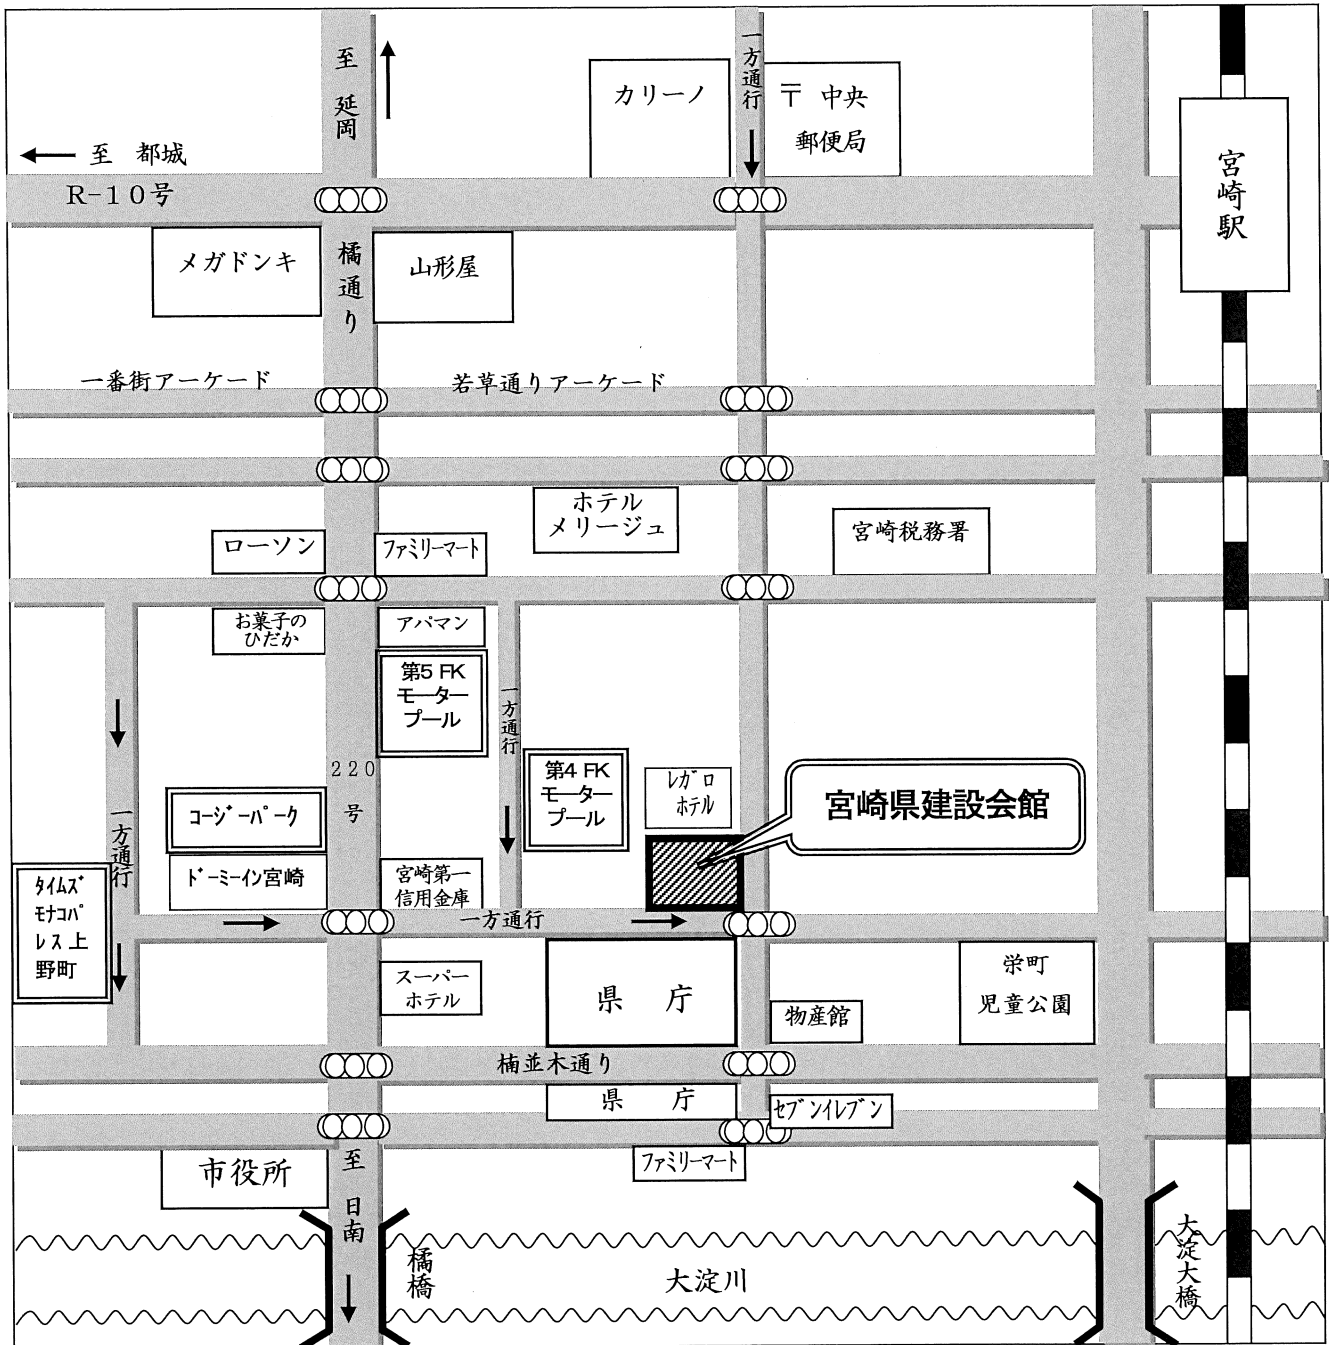 至 延岡
一方通行
カリーノ
〒 中央
郵便局
至 都城
R-10号
宮崎駅
メガドンキ
橘通り
山形屋
一番街アーケード
若草通りアーケード
ホテル
メリージュ
宮崎税務署
ローソン
ファミリーマート
お菓子の
ひだか
アパマン
第5 FK
モーター
プール
一方通行
220号
第4 FK
モーター
プール
レガロ
ホテル
宮崎県建設会館
コージーパーク
一方通行
ドーミーイン宮崎
宮崎第一
信用金庫
タイムズ
モナコパ
レス上
野町
一方通行
スーパー
ホテル
県 庁
物産館
栄町
児童公園
楠並木通り
県 庁
セブンイレブン
ファミリーマート
市役所
至 日南
橘橋
大淀川
大淀大橋